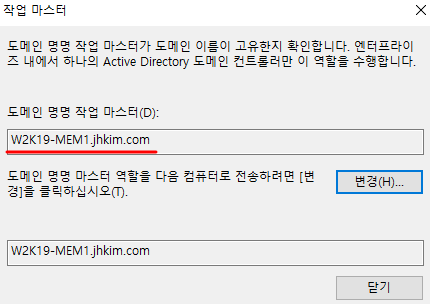 작업 마스터
도메인 명명 작업 마스터가 도메인 이름이 고유한지 확인합니다. 엔터프라이
즈 내에서 하나의 Active Directory 도메인 컨트롤러만 이 역할을 수행합니다.
도메인 명명 작업 마스터(D):
W2K19-MEM1.jhkim.com
도메인 명명 마스터 역할을 다음 컴퓨터로 전송하려면 [변
경]을 클릭하십시오(T).
변경(H)...
W2K19-MEM1.jhkim.com
닫기